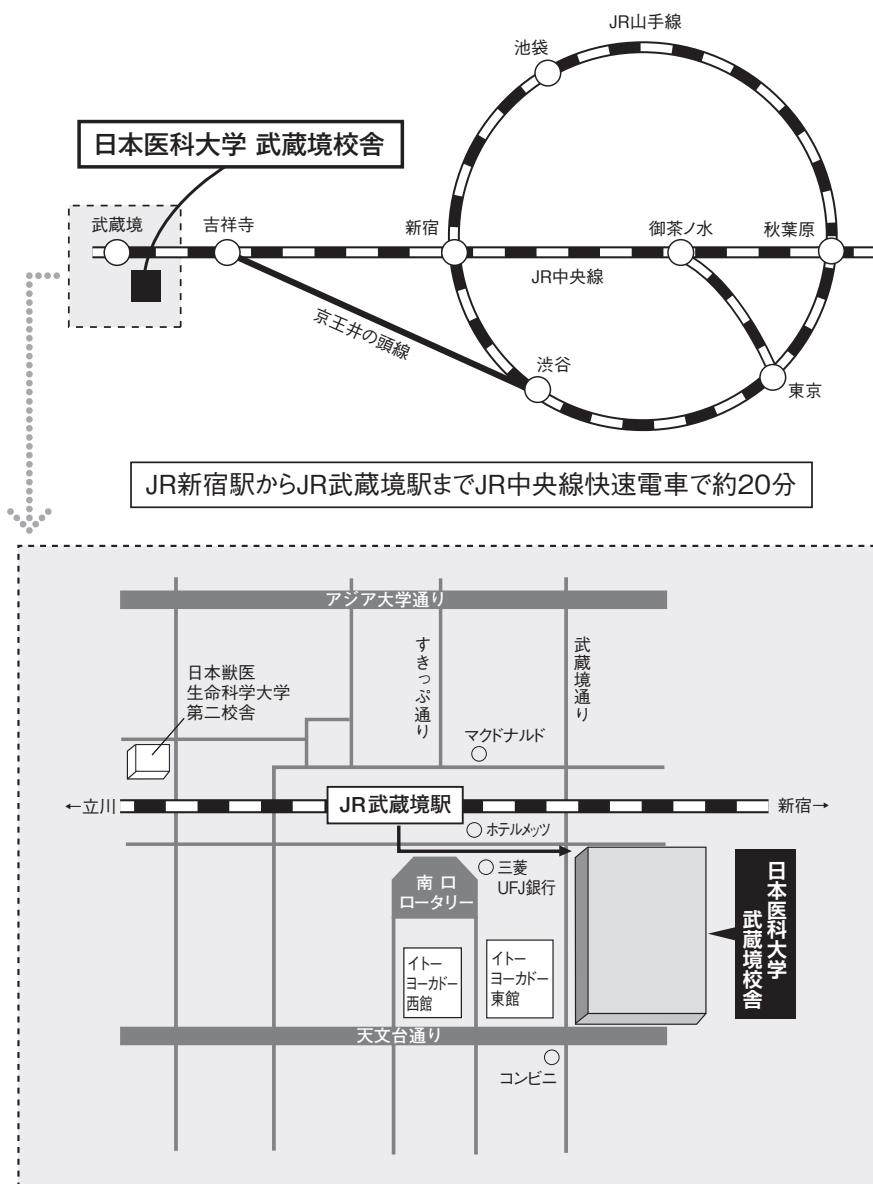 JR山手線
池袋
日本医科大学 武蔵境校舎
武蔵境
吉祥寺
新宿
御茶ノ水
秋葉原
JR中央線
京王井の頭線
渋谷
東京
JR新宿駅からJR武蔵境駅までJR中央線快速電車で約20分
アジア大学通り
すきっぷ通り
武蔵境通り
日本獣医
生命科学大学
第二校舎
マクドナルド
←立川
JR武蔵境駅
新宿→
ホテルメッツ
三菱
UFJ銀行
南口
ロータリー
日本医科大学
武蔵境校舎
イトー
ヨーカドー
西館
イトー
ヨーカドー
東館
天文台通り
コンビニ